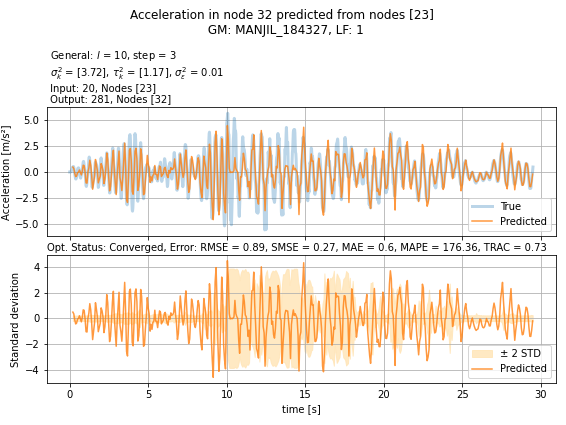 Acceleration in node 32 predicted from nodes [23]
GM: MANJIL_184327, LF: 1
General: l = 10, step = 3
σ²ₖ = [3.72], τ²ₖ = [1.17], σ²ε = 0.01
Input: 20, Nodes [23]
Output: 281, Nodes [32]
Acceleration [m/s²]
5.0
2.5
0.0
−2.5
−5.0
True
Predicted
Opt. Status: Converged, Error: RMSE = 0.89, SMSE = 0.27, MAE = 0.6, MAPE = 176.36, TRAC = 0.73
Standard deviation
4
2
0
−2
−4
± 2 STD
Predicted
0 5 10 15 20 25 30
time [s]